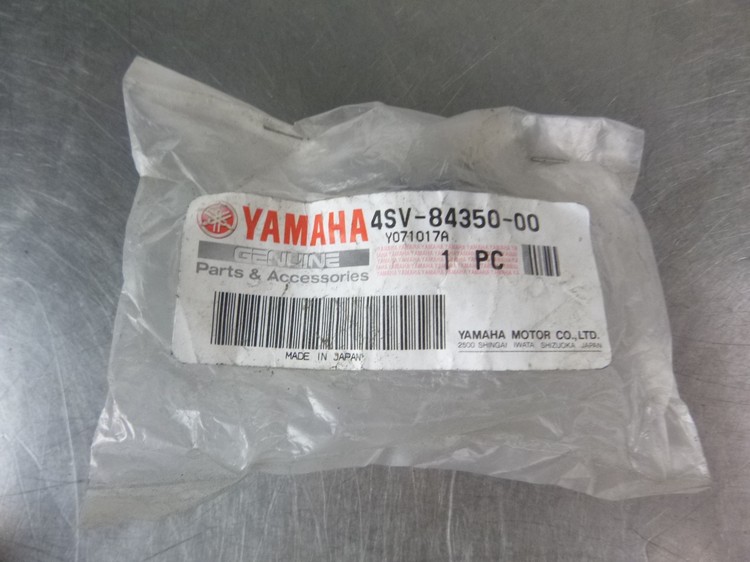 YAMAHA 4SV-84350-00
Y071017A
GENUINE
Parts & Accessories
1 PC
MADE IN JAPAN
YAMAHA MOTOR CO., LTD.
2500 SHINGAI IWATA SHIZUOKA JAPAN